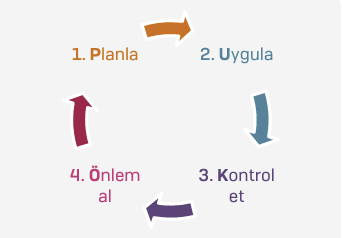 1. Planla
2. Uygula
3. Kontrol
et
4. Önlem
al